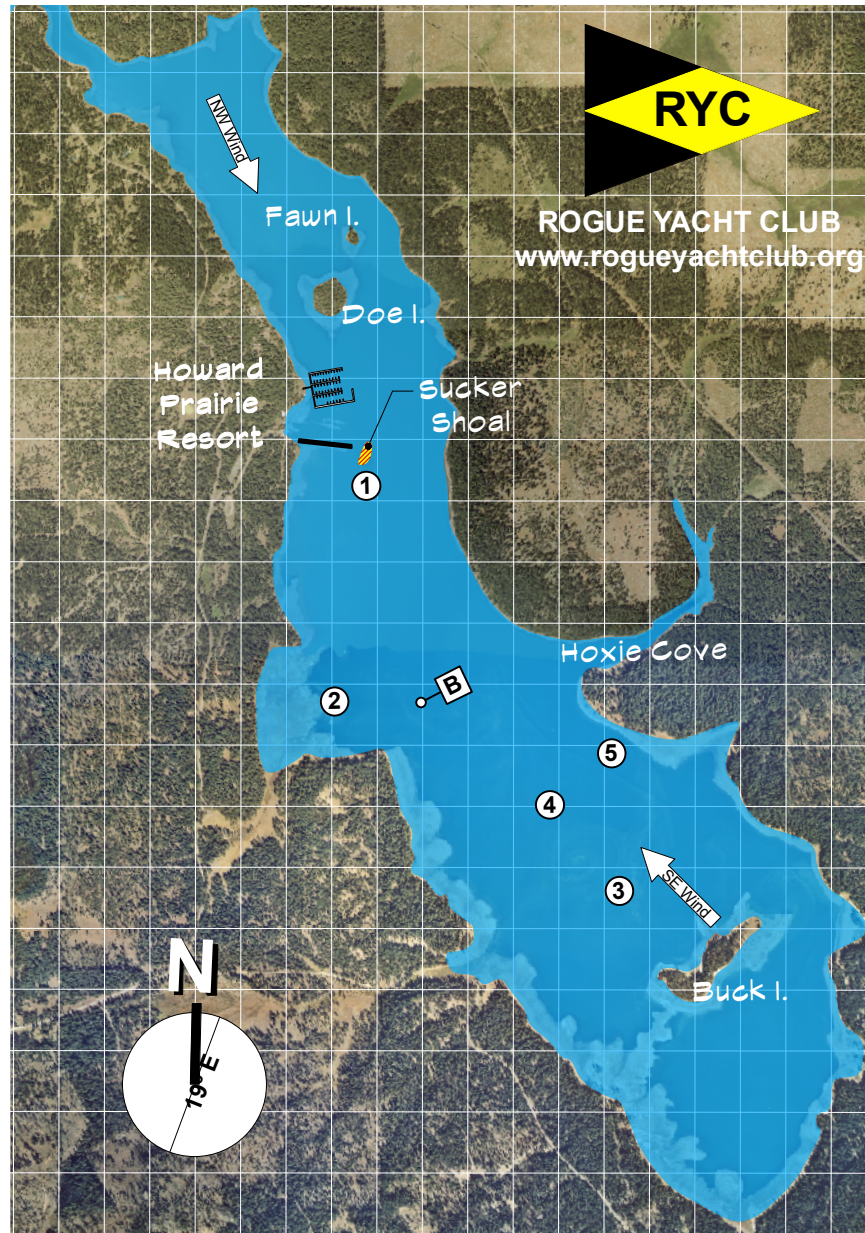 RYC
ROGUE YACHT CLUB
www.rogueyachtclub.org
NW Wind
Fawn I.
Doe I.
Howard
Prairie
Resort
Sucker
Shoal
1
Hoxie Cove
B
2
5
4
3
SE Wind
Buck I.
N
19° E